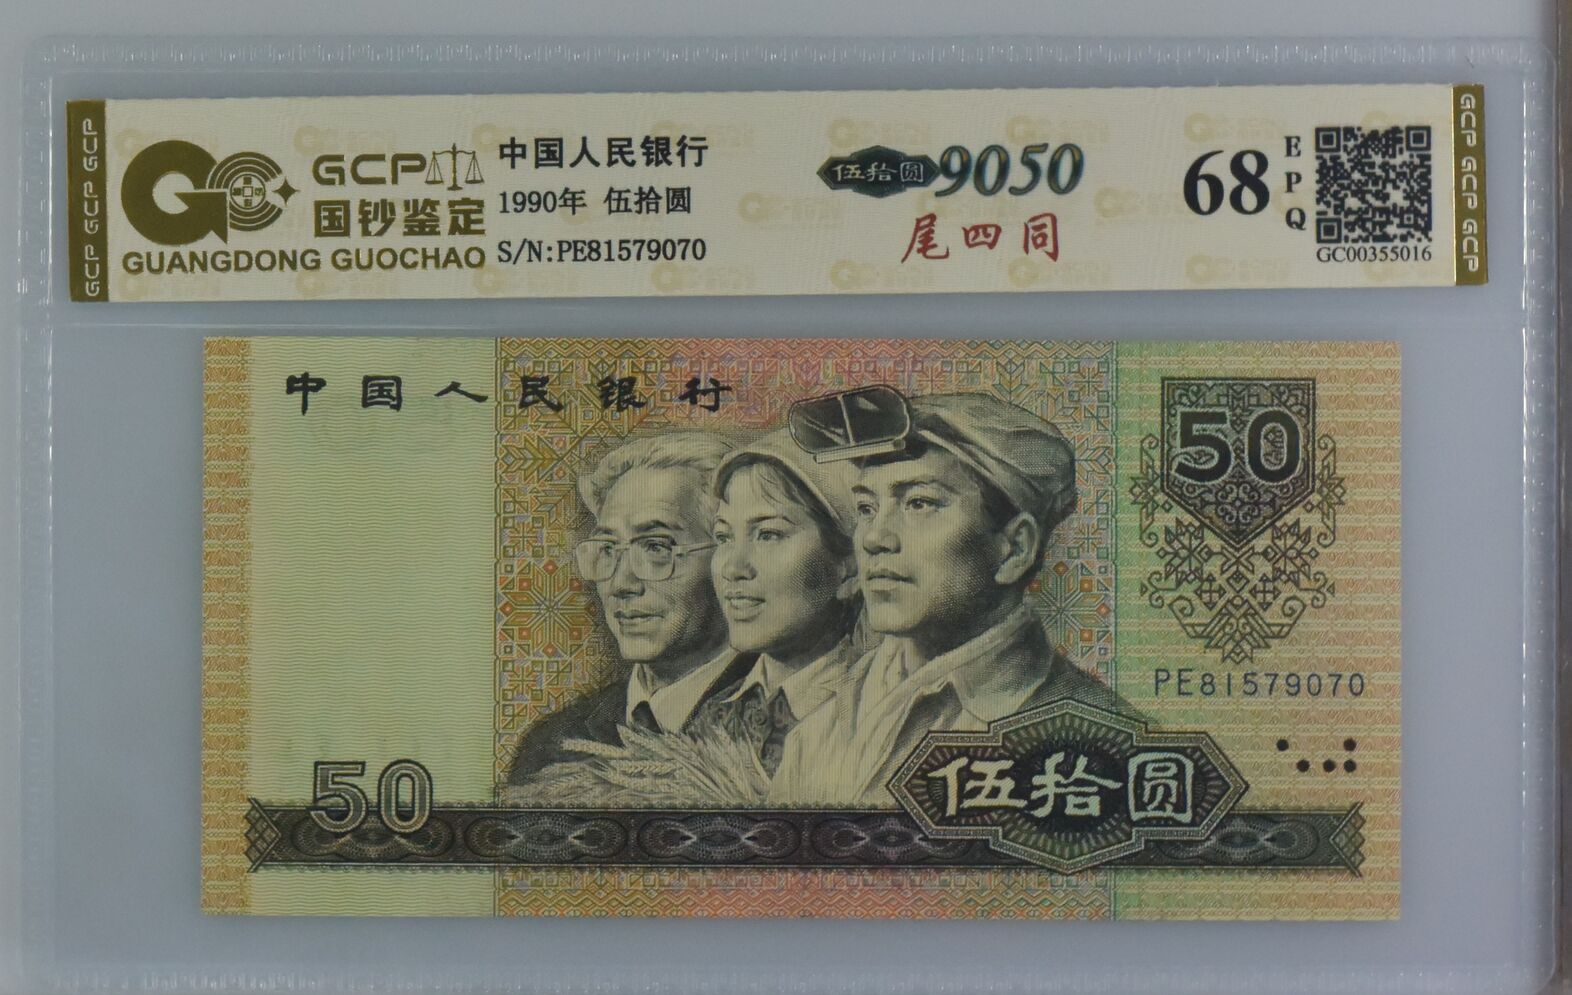 GCP GCP GCP
GCP
国钞鉴定
GUANGDONG GUOCHAO
中国人民银行
1990年 伍拾圆
S/N:PE81579070
伍拾圆 9050
尾四同
68
EPQ
GC00355016
GCP GCP GCP
中国人民银行
50
PE81579070
50
伍拾圆